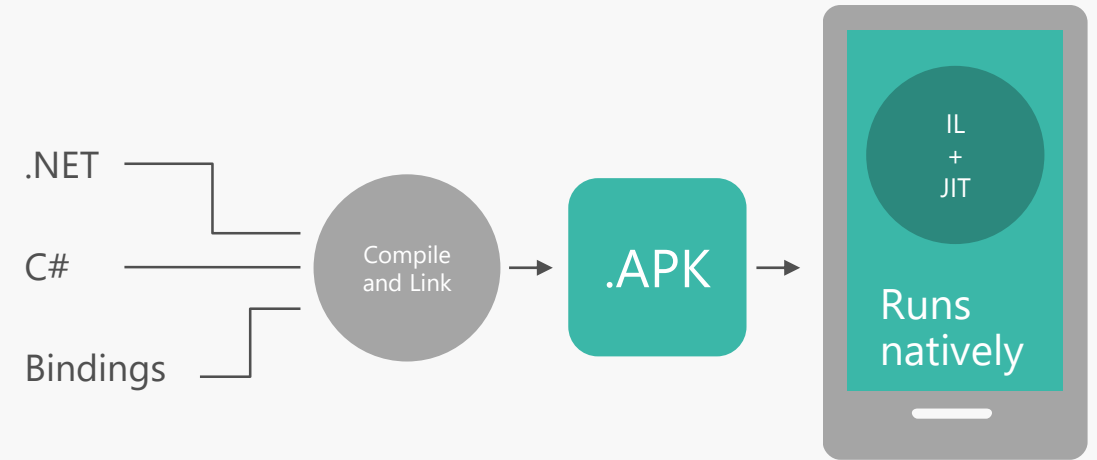 .NET
C#
Bindings
Compile
and Link
.APK
IL
+
JIT
Runs
natively